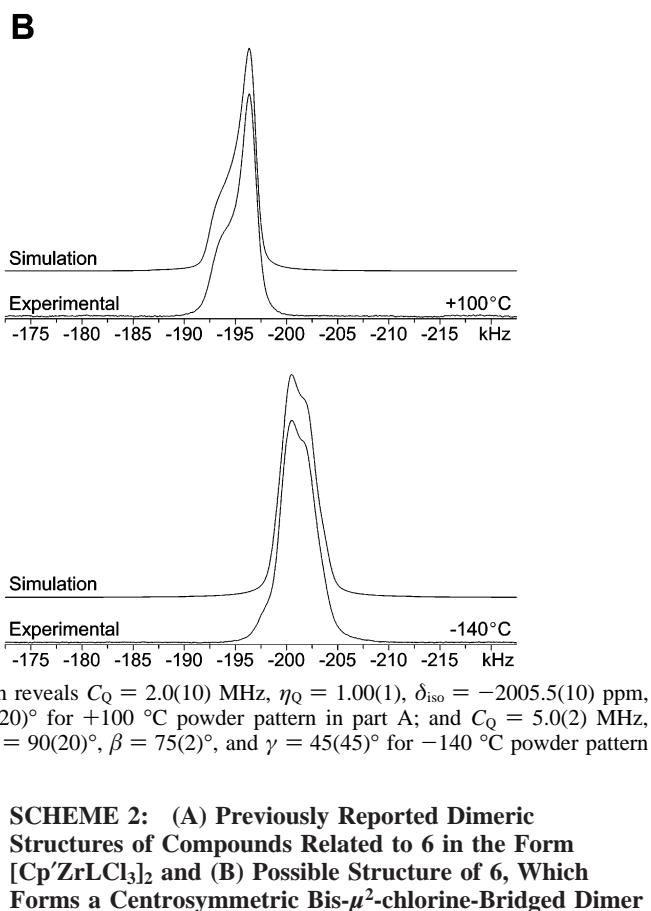 B
Simulation
Experimental +100°C
-175 -180 -185 -190 -195 -200 -205 -210 -215 kHz
Simulation
Experimental -140°C
-175 -180 -185 -190 -195 -200 -205 -210 -215 kHz
n reveals C_Q = 2.0(10) MHz, η_Q = 1.00(1), δ_iso = −2005.5(10) ppm,
20)° for +100 °C powder pattern in part A; and C_Q = 5.0(2) MHz,
= 90(20)°, β = 75(2)°, and γ = 45(45)° for −140 °C powder pattern
SCHEME 2: (A) Previously Reported Dimeric
Structures of Compounds Related to 6 in the Form
[Cp′ZrLCl₃]₂ and (B) Possible Structure of 6, Which
Forms a Centrosymmetric Bis-μ²-chlorine-Bridged Dimer